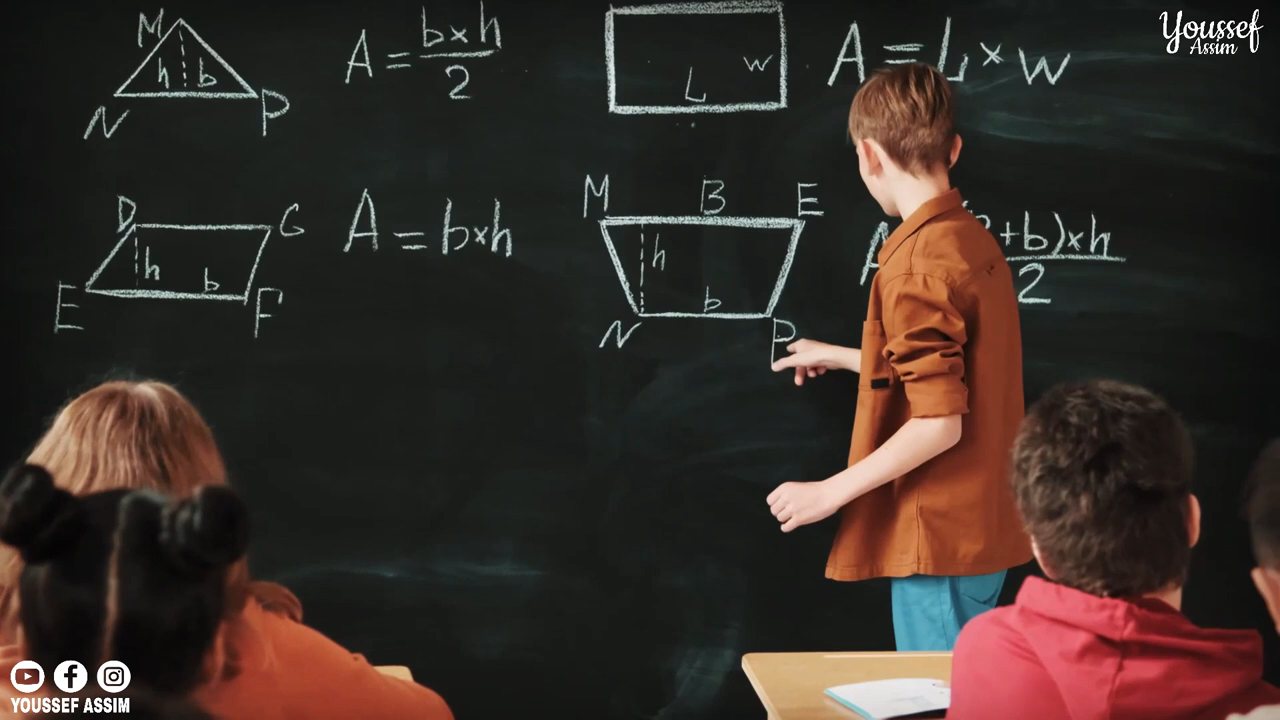 Youssef
Assim
M
h
b
N
P
A = b×h
2
L
w
A = L × w
D
G
h
b
E
F
A = b×h
M
B
E
h
b
N
P
A
+b)×h
2
YOUSSEF ASSIM